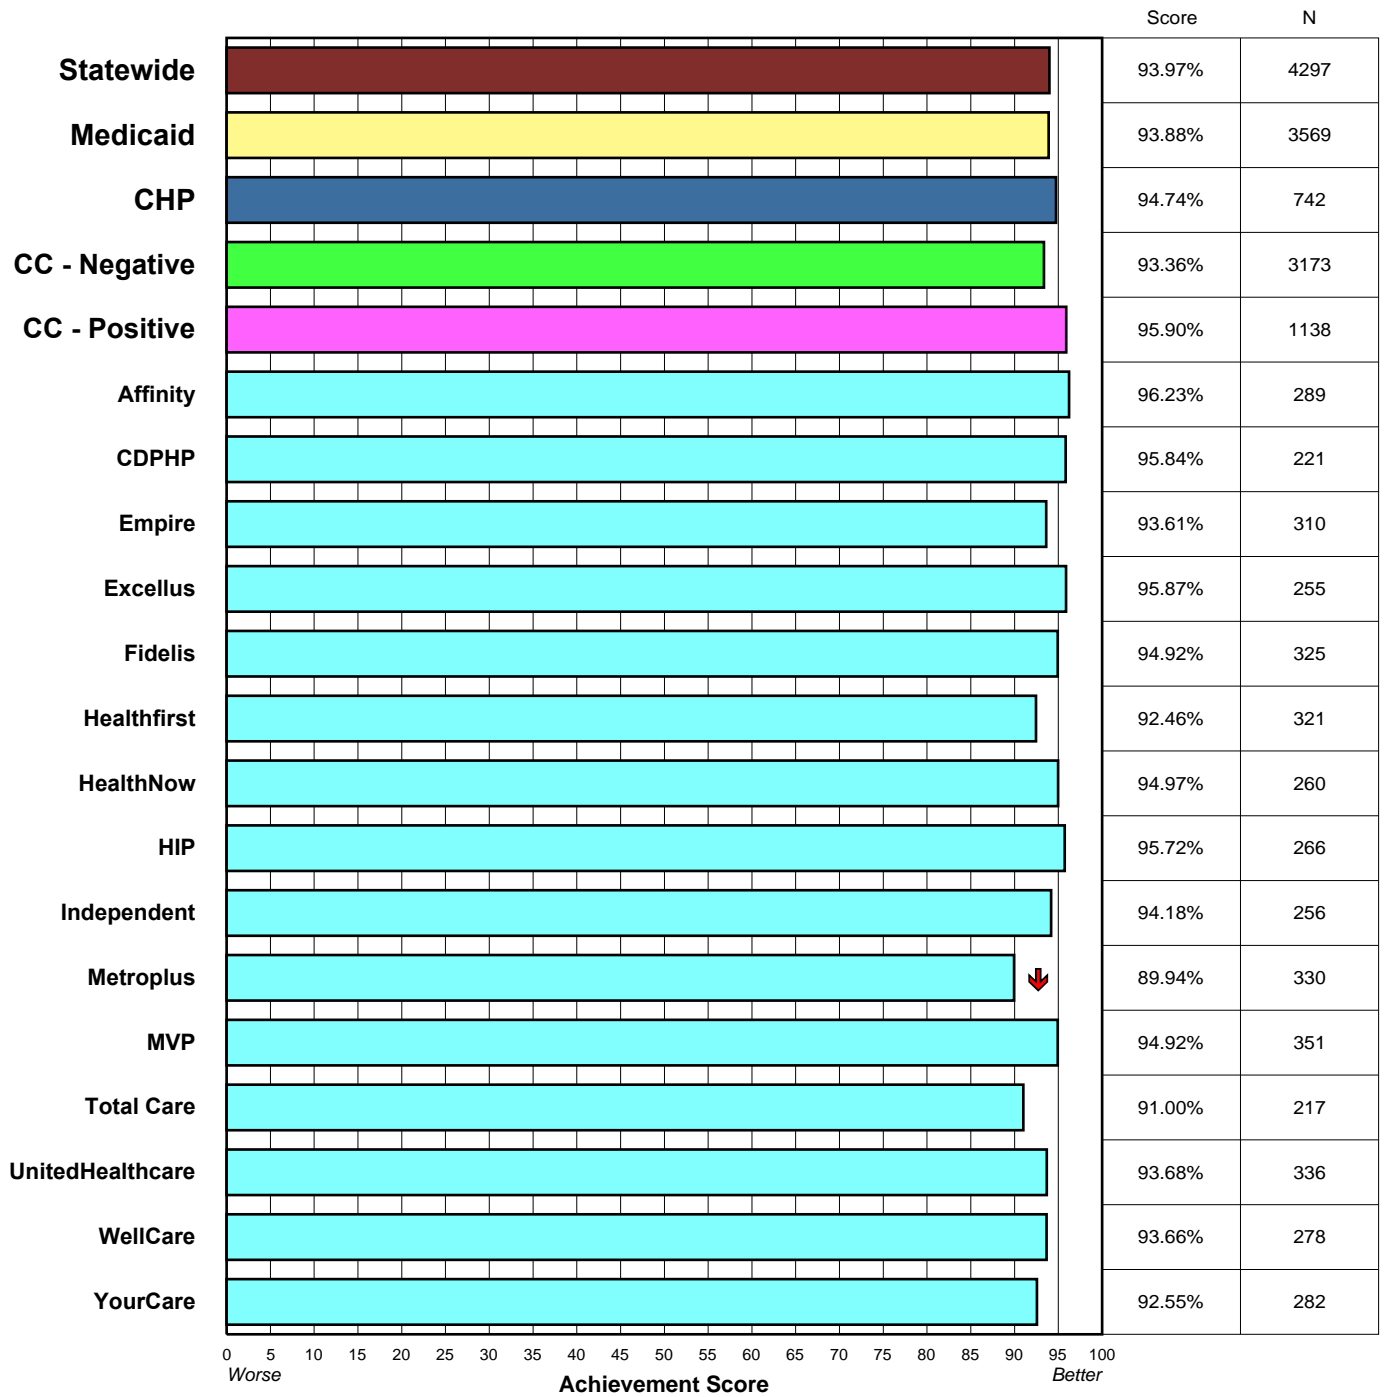 Score N
Statewide 93.97% 4297
Medicaid 93.88% 3569
CHP 94.74% 742
CC - Negative 93.36% 3173
CC - Positive 95.90% 1138
Affinity 96.23% 289
CDPHP 95.84% 221
Empire 93.61% 310
Excellus 95.87% 255
Fidelis 94.92% 325
Healthfirst 92.46% 321
HealthNow 94.97% 260
HIP 95.72% 266
Independent 94.18% 256
Metroplus 89.94% 330
MVP 94.92% 351
Total Care 91.00% 217
UnitedHealthcare 93.68% 336
WellCare 93.66% 278
YourCare 92.55% 282
0 5 10 15 20 25 30 35 40 45 50 55 60 65 70 75 80 85 90 95 100
Worse Better
Achievement Score